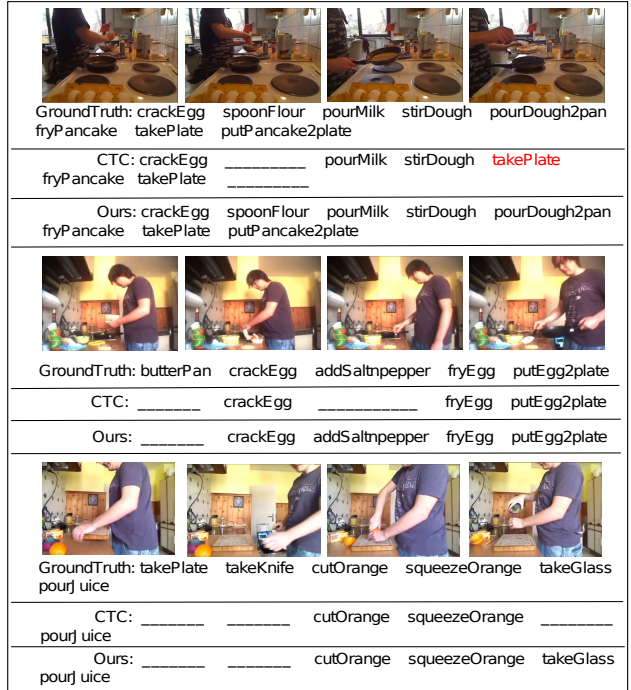 GroundTruth: crackEgg spoonFlour pourMilk stirDough pourDough2pan
fryPancake takePlate putPancake2plate
CTC: crackEgg _________ pourMilk stirDough takePlate
fryPancake takePlate _________
Ours: crackEgg spoonFlour pourMilk stirDough pourDough2pan
fryPancake takePlate putPancake2plate
GroundTruth: butterPan crackEgg addSaltnpepper fryEgg putEgg2plate
CTC: _______ crackEgg ___________ fryEgg putEgg2plate
Ours: _______ crackEgg addSaltnpepper fryEgg putEgg2plate
GroundTruth: takePlate takeKnife cutOrange squeezeOrange takeGlass
pourJuice
CTC: _______ _______ cutOrange squeezeOrange ________
pourJuice
Ours: _______ _______ cutOrange squeezeOrange takeGlass
pourJuice